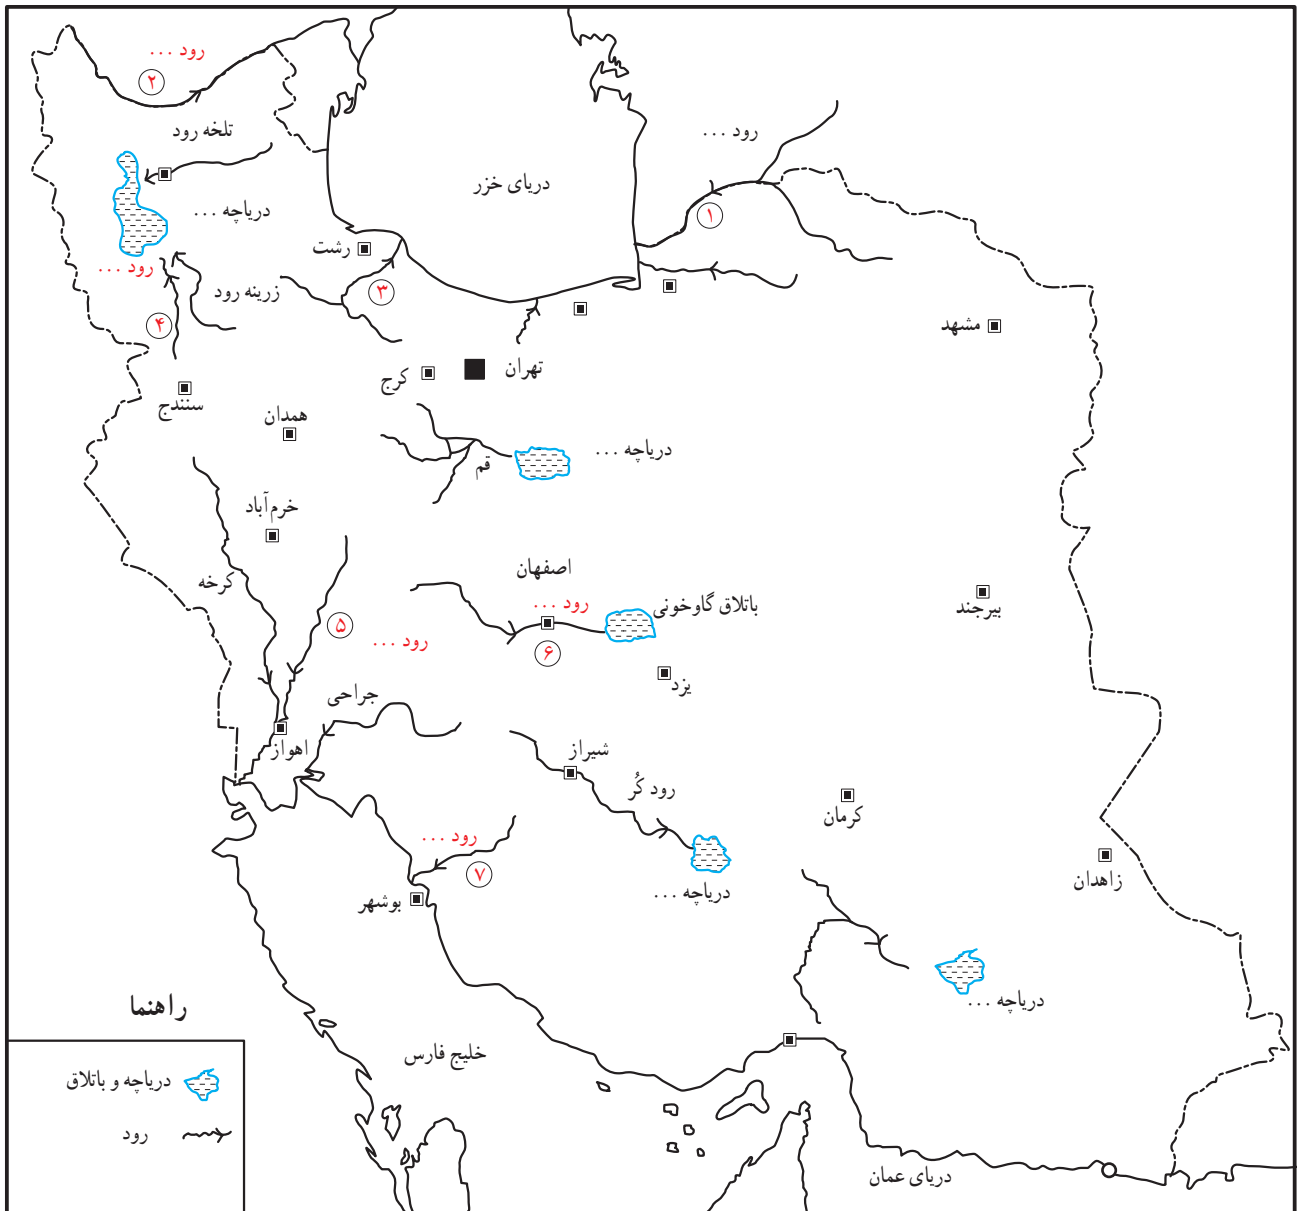 رود ...
۲
تلخه رود
رود ...
دریای خزر
دریاچه ...
۱
رشت
رود ...
زرینه رود
۳
۴
مشهد
تهران
کرج
سنندج
همدان
دریاچه ...
قم
خرم‌آباد
اصفهان
کرخه
رود ...
باتلاق گاوخونی
بیرجند
۵
رود ...
۶
یزد
جراحی
اهواز
شیراز
رود کُر
کرمان
رود ...
۷
زاهدان
دریاچه ...
بوشهر
دریاچه ...
راهنما
خلیج فارس
دریاچه و باتلاق
رود
دریای عمان